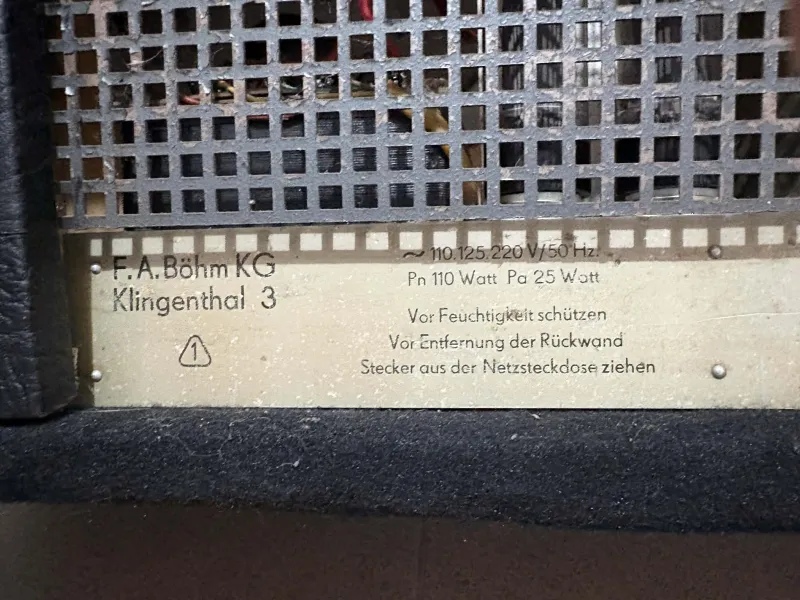 F.A.Böhm KG
Klingenthal 3
1
~ 110.125.220 V/50 Hz.
Pn 110 Watt Pa 25 Watt
Vor Feuchtigkeit schützen
Vor Entfernung der Rückwand
Stecker aus der Netzsteckdose ziehen